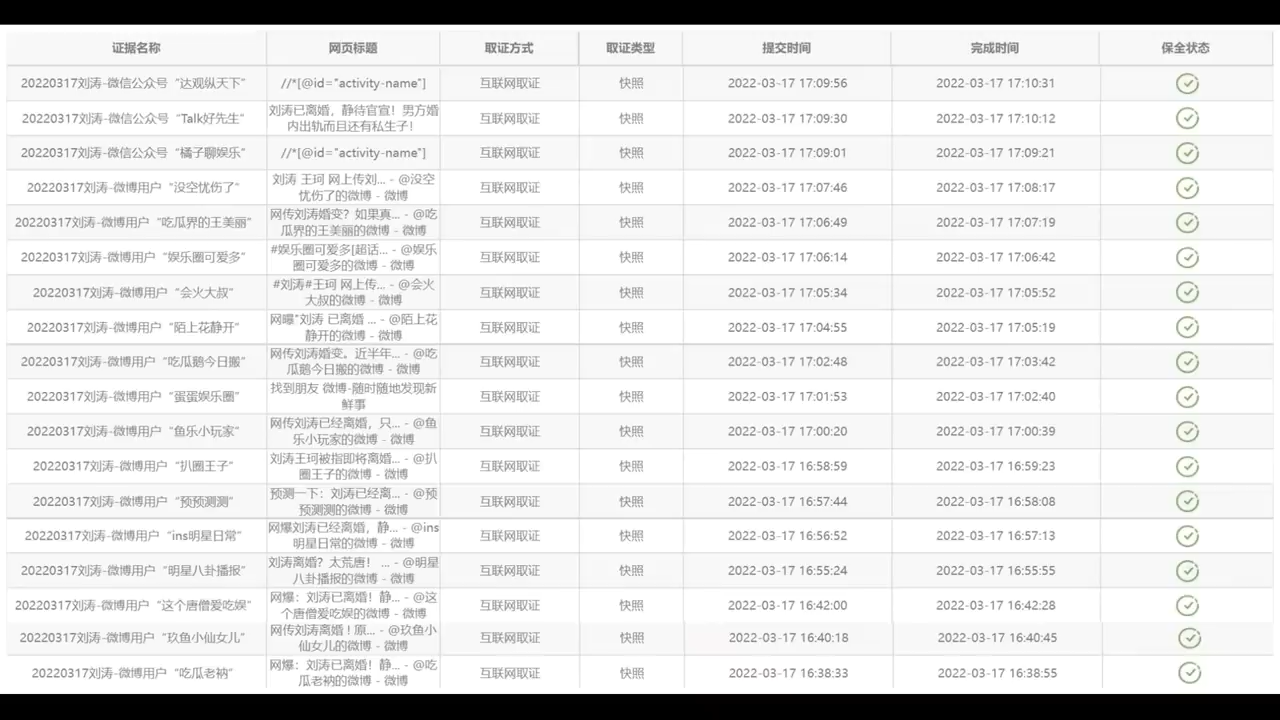 证据名称 网页标题 取证方式 取证类型 提交时间 完成时间 保全状态
20220317刘涛-微信公众号“达观纵天下” //*[@id="activity-name"] 互联网取证 快照 2022-03-17 17:09:56 2022-03-17 17:10:31
20220317刘涛-微信公众号“Talk好先生” 刘涛已离婚，静待官宣！男方婚 互联网取证 快照 2022-03-17 17:09:30 2022-03-17 17:10:12
内出轨而且还有私生子！
20220317刘涛-微信公众号“橘子聊娱乐” //*[@id="activity-name"] 互联网取证 快照 2022-03-17 17:09:01 2022-03-17 17:09:21
20220317刘涛-微博用户“没空忧伤了” 刘涛 王珂 网上传刘... - @没空 互联网取证 快照 2022-03-17 17:07:46 2022-03-17 17:08:17
忧伤了的微博 - 微博
20220317刘涛-微博用户“吃瓜界的王美丽” 网传刘涛婚变？如果真... - @吃 互联网取证 快照 2022-03-17 17:06:49 2022-03-17 17:07:19
瓜界的王美丽的微博 - 微博
20220317刘涛-微博用户“娱乐圈可爱多” #娱乐圈可爱多[超话... - @娱乐 互联网取证 快照 2022-03-17 17:06:14 2022-03-17 17:06:42
圈可爱多的微博 - 微博
20220317刘涛-微博用户“会火大叔” #刘涛#王珂 网上传... - @会火 互联网取证 快照 2022-03-17 17:05:34 2022-03-17 17:05:52
大叔的微博 - 微博
20220317刘涛-微博用户“陌上花静开” 网曝"刘涛 已离婚 ... - @陌上花 互联网取证 快照 2022-03-17 17:04:55 2022-03-17 17:05:19
静开的微博 - 微博
20220317刘涛-微博用户“吃瓜鹅今日搬” 网传刘涛婚变。近半年... - @吃 互联网取证 快照 2022-03-17 17:02:48 2022-03-17 17:03:42
瓜鹅今日搬的微博 - 微博
20220317刘涛-微博用户“蛋蛋娱乐圈” 找到朋友 微博-随时随地发现新 互联网取证 快照 2022-03-17 17:01:53 2022-03-17 17:02:40
鲜事
20220317刘涛-微博用户“鱼乐小玩家” 网传刘涛已经离婚，只... - @鱼 互联网取证 快照 2022-03-17 17:00:20 2022-03-17 17:00:39
乐小玩家的微博 - 微博
20220317刘涛-微博用户“扒圈王子” 刘涛王珂被指即将离婚... - @扒 互联网取证 快照 2022-03-17 16:58:59 2022-03-17 16:59:23
圈王子的微博 - 微博
20220317刘涛-微博用户“预预测测” 预测一下：刘涛已经离... - @预 互联网取证 快照 2022-03-17 16:57:44 2022-03-17 16:58:08
预测测的微博 - 微博
20220317刘涛-微博用户“ins明星日常” 网爆刘涛已经离婚，静... - @ins 互联网取证 快照 2022-03-17 16:56:52 2022-03-17 16:57:13
明星日常的微博 - 微博
20220317刘涛-微博用户“明星八卦播报” 刘涛离婚？太荒唐！ ... - @明星 互联网取证 快照 2022-03-17 16:55:24 2022-03-17 16:55:55
八卦播报的微博 - 微博
20220317刘涛-微博用户“这个唐僧爱吃娱” 网爆：刘涛已离婚！静... - @这 互联网取证 快照 2022-03-17 16:42:00 2022-03-17 16:42:28
个唐僧爱吃娱的微博 - 微博
20220317刘涛-微博用户“玖鱼小仙女儿” 网传刘涛离婚！原... - @玖鱼小 互联网取证 快照 2022-03-17 16:40:18 2022-03-17 16:40:45
仙女儿的微博 - 微博
20220317刘涛-微博用户“吃瓜老衲” 网爆：刘涛已离婚！静... - @吃 互联网取证 快照 2022-03-17 16:38:33 2022-03-17 16:38:55
瓜老衲的微博 - 微博